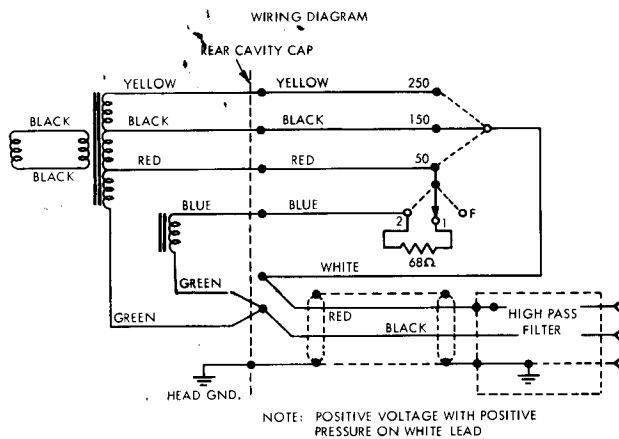 WIRING DIAGRAM
REAR CAVITY CAP
YELLOW
YELLOW
250
BLACK
BLACK
BLACK
150
RED
RED
50
BLACK
BLUE
BLUE
2
1
F
68Ω
WHITE
GREEN
GREEN
RED
BLACK
HIGH PASS
FILTER
HEAD GND.
NOTE: POSITIVE VOLTAGE WITH POSITIVE
PRESSURE ON WHITE LEAD